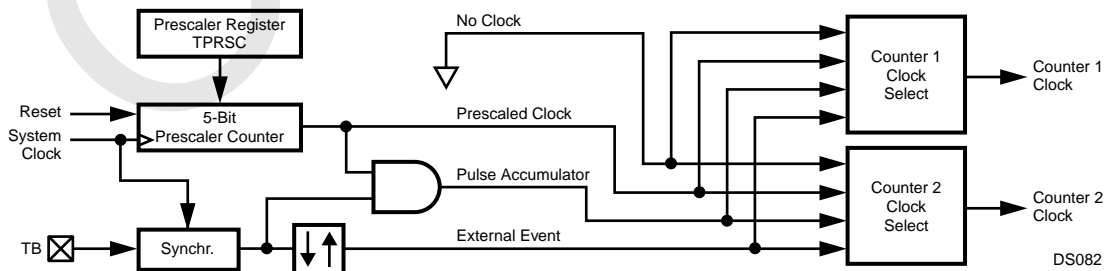 Prescaler Register
TPRSC
No Clock
Counter 1
Clock
Select
Counter 1
Clock
Reset
System
Clock
5-Bit
Prescaler Counter
Prescaled Clock
Pulse Accumulator
Counter 2
Clock
Select
Counter 2
Clock
TB
Synchr.
External Event
DS082